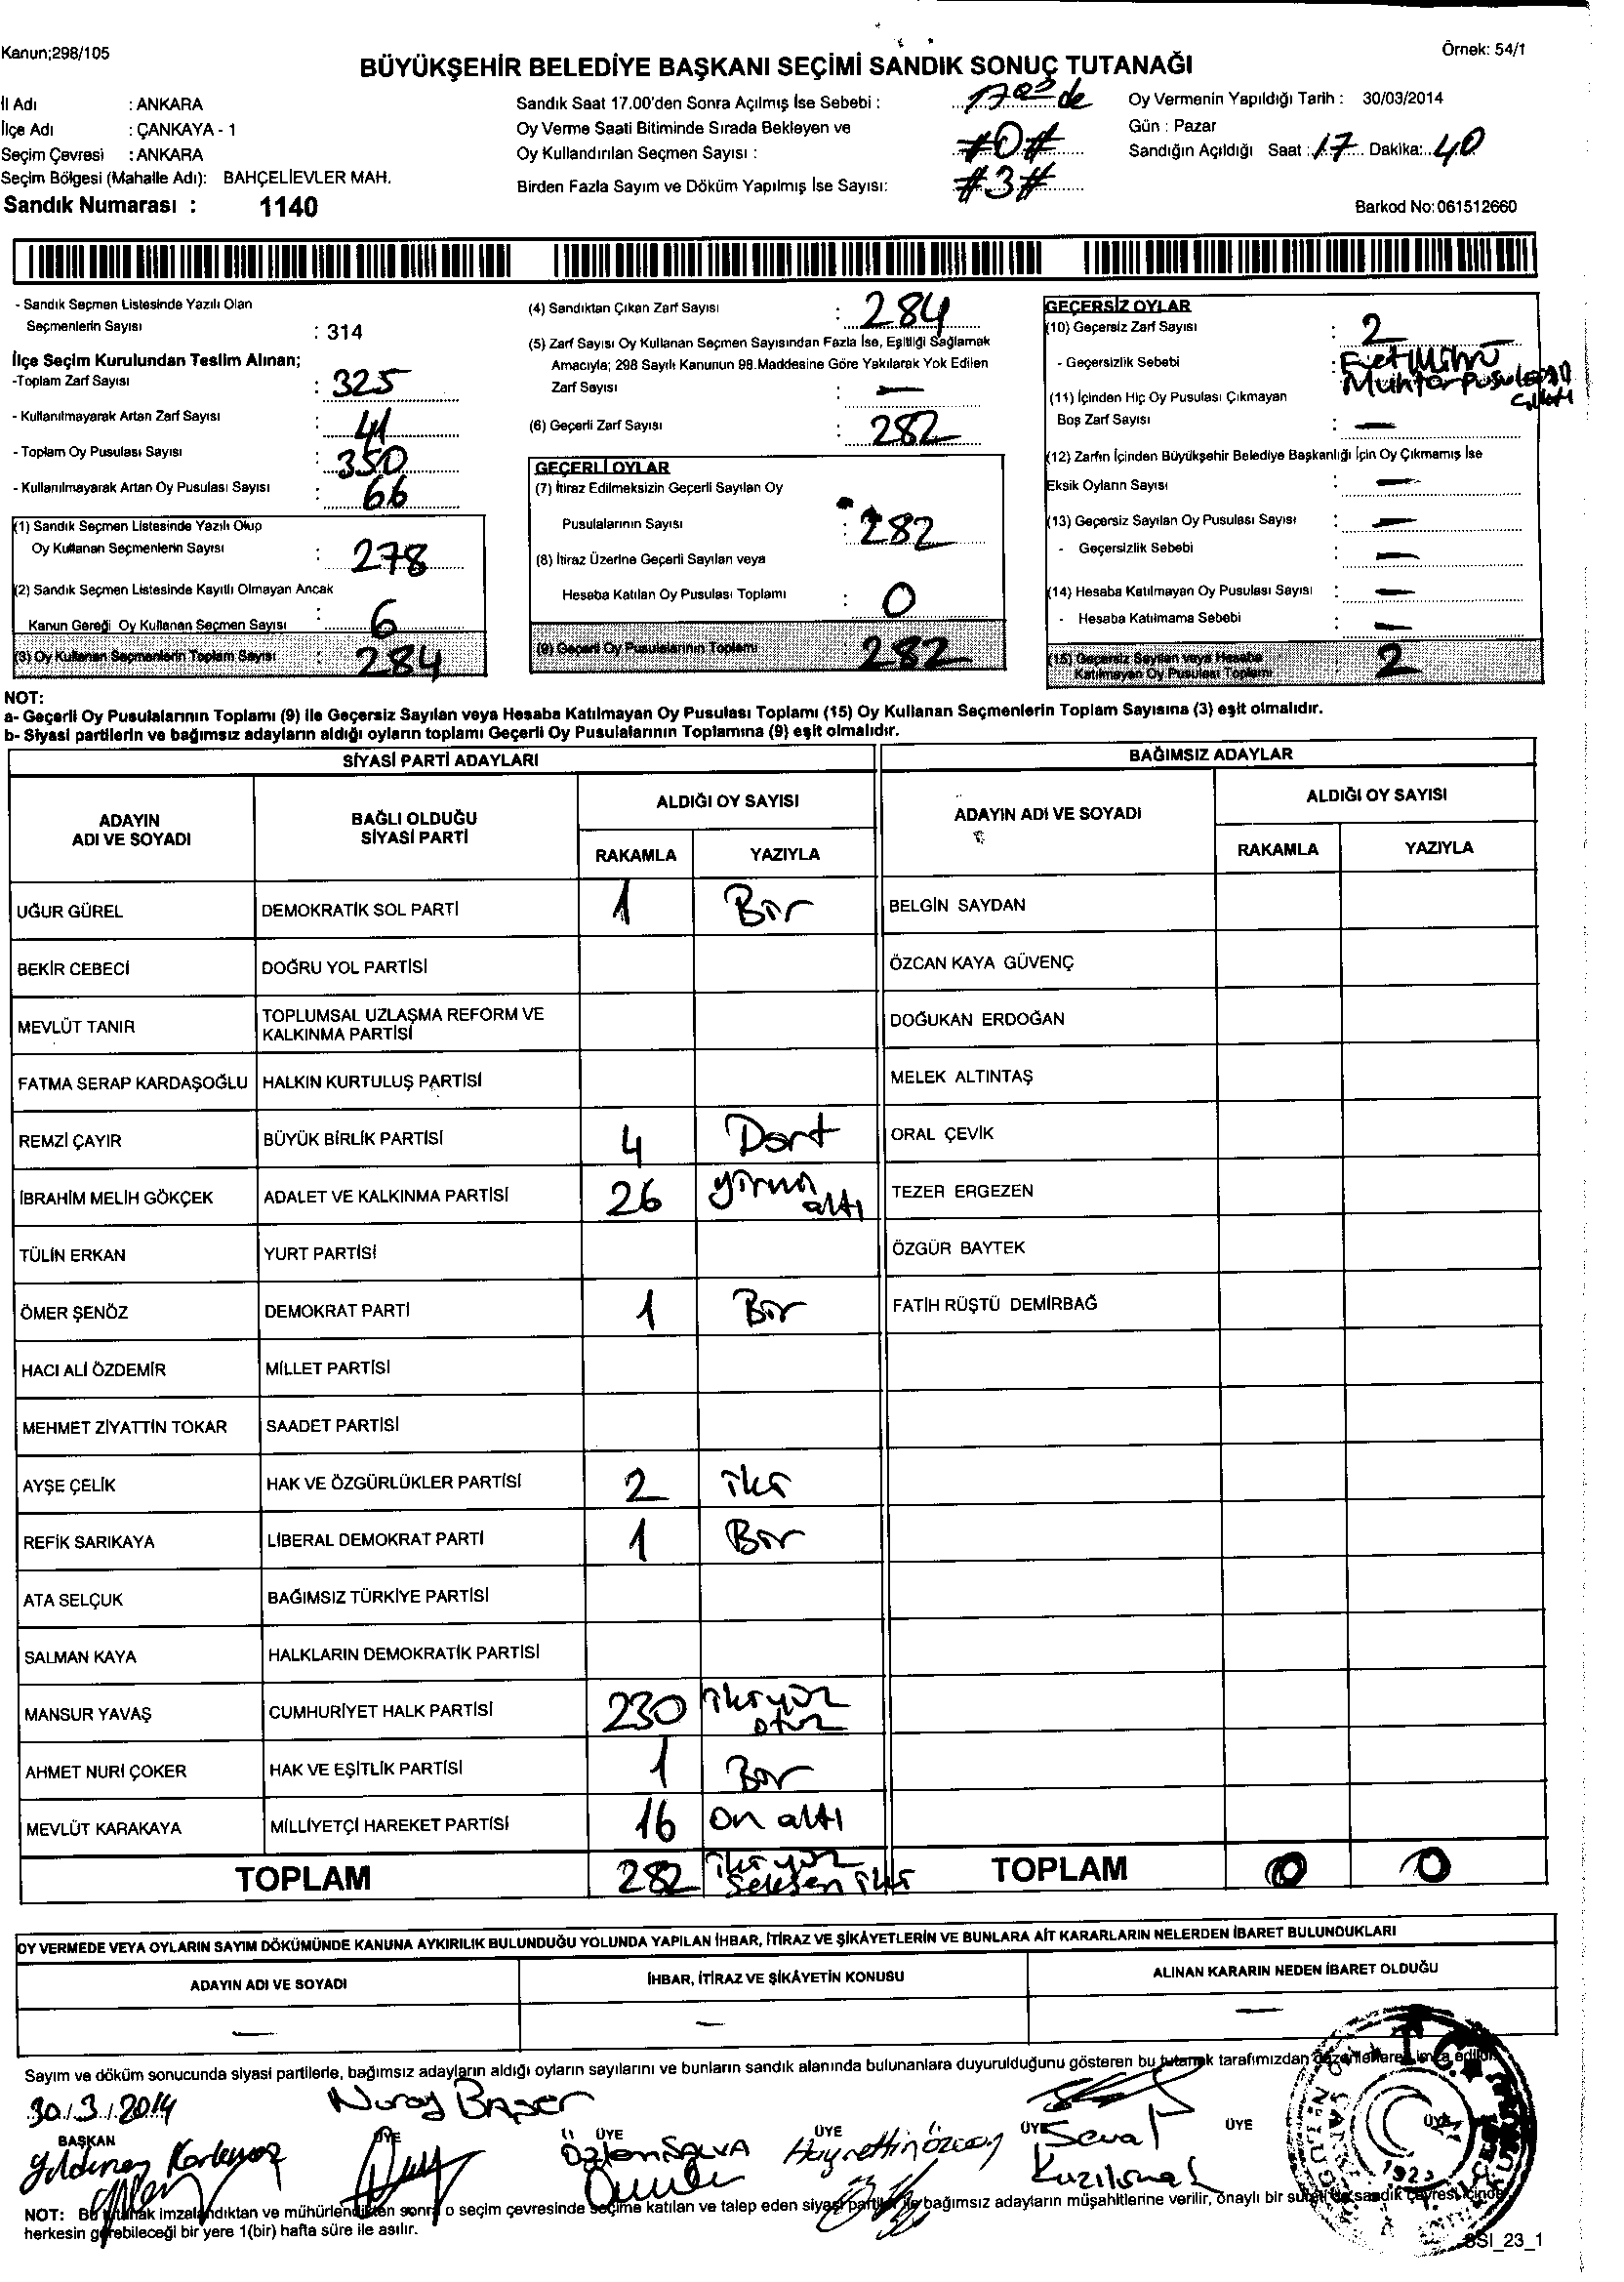 Kanun;298/105
Örnek: 54/1
BÜYÜKŞEHİR BELEDİYE BAŞKANI SEÇİMİ SANDIK SONUÇ TUTANAĞI
İl Adı : ANKARA
İlçe Adı : ÇANKAYA - 1
Seçim Çevresi : ANKARA
Seçim Bölgesi (Mahalle Adı): BAHÇELİEVLER MAH.
Sandık Numarası : 1140
Sandık Saat 17.00'den Sonra Açılmış İse Sebebi : de
Oy Verme Saati Bitiminde Sırada Bekleyen ve
Oy Kullandırılan Seçmen Sayısı : #0#
Birden Fazla Sayım ve Döküm Yapılmış İse Sayısı: #3#
Oy Vermenin Yapıldığı Tarih : 30/03/2014
Gün : Pazar
Sandığın Açıldığı Saat : 17 Dakika: 40
Barkod No: 061512660
- Sandık Seçmen Listesinde Yazılı Olan
Seçmenlerin Sayısı : 314
İlçe Seçim Kurulundan Teslim Alınan;
-Toplam Zarf Sayısı : 325
- Kullanılmayarak Artan Zarf Sayısı : 41
- Toplam Oy Pusulası Sayısı : 350
- Kullanılmayarak Artan Oy Pusulası Sayısı : 66
(1) Sandık Seçmen Listesinde Yazılı Olup
Oy Kullanan Seçmenlerin Sayısı : 278
(2) Sandık Seçmen Listesinde Kayıtlı Olmayan Ancak
Kanun Gereği Oy Kullanan Seçmen Sayısı : 6
(3) Oy Kullanan Seçmenlerin Toplam Sayısı : 284
(4) Sandıktan Çıkan Zarf Sayısı : 284
(5) Zarf Sayısı Oy Kullanan Seçmen Sayısından Fazla İse, Eşitliği Sağlamak
Amacıyla; 298 Sayılı Kanunun 98.Maddesine Göre Yakılarak Yok Edilen
Zarf Sayısı : —
(6) Geçerli Zarf Sayısı : 282
GEÇERLİ OYLAR
(7) İtiraz Edilmeksizin Geçerli Sayılan Oy
Pusulalarının Sayısı : 282
(8) İtiraz Üzerine Geçerli Sayılan veya
Hesaba Katılan Oy Pusulası Toplamı : 0
(9) Geçerli Oy Pusulalarının Toplamı 282
GEÇERSİZ OYLAR
(10) Geçersiz Zarf Sayısı : 2
- Geçersizlik Sebebi : Evet Mührü
Muhtar Pusulasından
çıktı
(11) İçinden Hiç Oy Pusulası Çıkmayan
Boş Zarf Sayısı : —
(12) Zarfın İçinden Büyükşehir Belediye Başkanlığı İçin Oy Çıkmamış İse
Eksik Oyların Sayısı : —
(13) Geçersiz Sayılan Oy Pusulası Sayısı : —
- Geçersizlik Sebebi : —
(14) Hesaba Katılmayan Oy Pusulası Sayısı : —
- Hesaba Katılmama Sebebi : —
(15) Geçersiz Sayılan veya Hesaba
Katılmayan Oy Pusulası Toplamı : 2
NOT:
a- Geçerli Oy Pusulalarının Toplamı (9) ile Geçersiz Sayılan veya Hesaba Katılmayan Oy Pusulası Toplamı (15) Oy Kullanan Seçmenlerin Toplam Sayısına (3) eşit olmalıdır.
b- Siyasi partilerin ve bağımsız adayların aldığı oyların toplamı Geçerli Oy Pusulalarının Toplamına (9) eşit olmalıdır.
SİYASİ PARTİ ADAYLARI
ADAYIN ADI VE SOYADI
BAĞLI OLDUĞU SİYASİ PARTİ
ALDIĞI OY SAYISI
RAKAMLA YAZIYLA
UĞUR GÜREL DEMOKRATİK SOL PARTİ 1 Bir
BEKİR CEBECİ DOĞRU YOL PARTİSİ
MEVLÜT TANIR TOPLUMSAL UZLAŞMA REFORM VE KALKINMA PARTİSİ
FATMA SERAP KARDAŞOĞLU HALKIN KURTULUŞ PARTİSİ
REMZİ ÇAYIR BÜYÜK BİRLİK PARTİSİ 4 Dört
İBRAHİM MELİH GÖKÇEK ADALET VE KALKINMA PARTİSİ 26 yirmi altı
TÜLİN ERKAN YURT PARTİSİ
ÖMER ŞENÖZ DEMOKRAT PARTİ 1 Bir
HACI ALİ ÖZDEMİR MİLLET PARTİSİ
MEHMET ZİYATTİN TOKAR SAADET PARTİSİ
AYŞE ÇELİK HAK VE ÖZGÜRLÜKLER PARTİSİ 2 iki
REFİK SARIKAYA LİBERAL DEMOKRAT PARTİ 1 Bir
ATA SELÇUK BAĞIMSIZ TÜRKİYE PARTİSİ
SALMAN KAYA HALKLARIN DEMOKRATİK PARTİSİ
MANSUR YAVAŞ CUMHURİYET HALK PARTİSİ 230 ikiyüz otuz
AHMET NURİ ÇOKER HAK VE EŞİTLİK PARTİSİ 1 Bir
MEVLÜT KARAKAYA MİLLİYETÇİ HAREKET PARTİSİ 16 on altı
TOPLAM 282 ikiyüz seksen iki
BAĞIMSIZ ADAYLAR
ADAYIN ADI VE SOYADI
ALDIĞI OY SAYISI
RAKAMLA YAZIYLA
BELGİN SAYDAN
ÖZCAN KAYA GÜVENÇ
DOĞUKAN ERDOĞAN
MELEK ALTINTAŞ
ORAL ÇEVİK
TEZER ERGEZEN
ÖZGÜR BAYTEK
FATİH RÜŞTÜ DEMİRBAĞ
TOPLAM 0 0
OY VERMEDE VEYA OYLARIN SAYIM DÖKÜMÜNDE KANUNA AYKIRILIK BULUNDUĞU YOLUNDA YAPILAN İHBAR, İTİRAZ VE ŞİKÂYETLERİN VE BUNLARA AİT KARARLARIN NELERDEN İBARET BULUNDUKLARI
ADAYIN ADI VE SOYADI İHBAR, İTİRAZ VE ŞİKÂYETİN KONUSU ALINAN KARARIN NEDEN İBARET OLDUĞU
— — —
Sayım ve döküm sonucunda siyasi partilerle, bağımsız adayların aldığı oyların sayılarını ve bunların sandık alanında bulunanlara duyurulduğunu gösteren bu tutanak tarafımızdan düzenlenerek imza edildi.
30.3.2014 Nuray Başer
BAŞKAN ÜYE ÜYE ÜYE ÜYE ÜYE ÜYE
Özlem Hayrettin Özcan
1923
NOT: Bu tutanak imzalandıktan ve mühürlendikten sonra o seçim çevresinde seçime katılan ve talep eden siyasi partiler ile bağımsız adayların müşahitlerine verilir, onaylı bir sureti de sandık çevresi içinde
herkesin görebileceği bir yere 1(bir) hafta süre ile asılır.
SSI_23_1